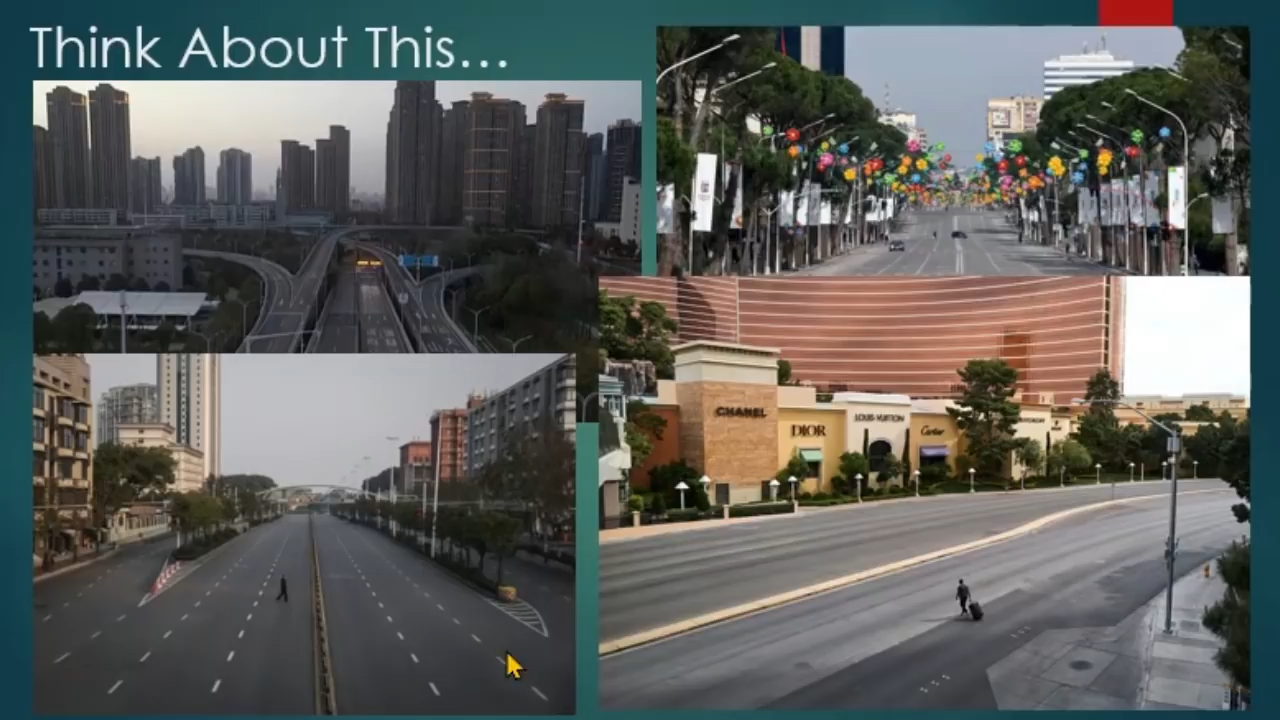 Think About This...
CHANEL
DIOR
LOUIS VUITTON
Cartier